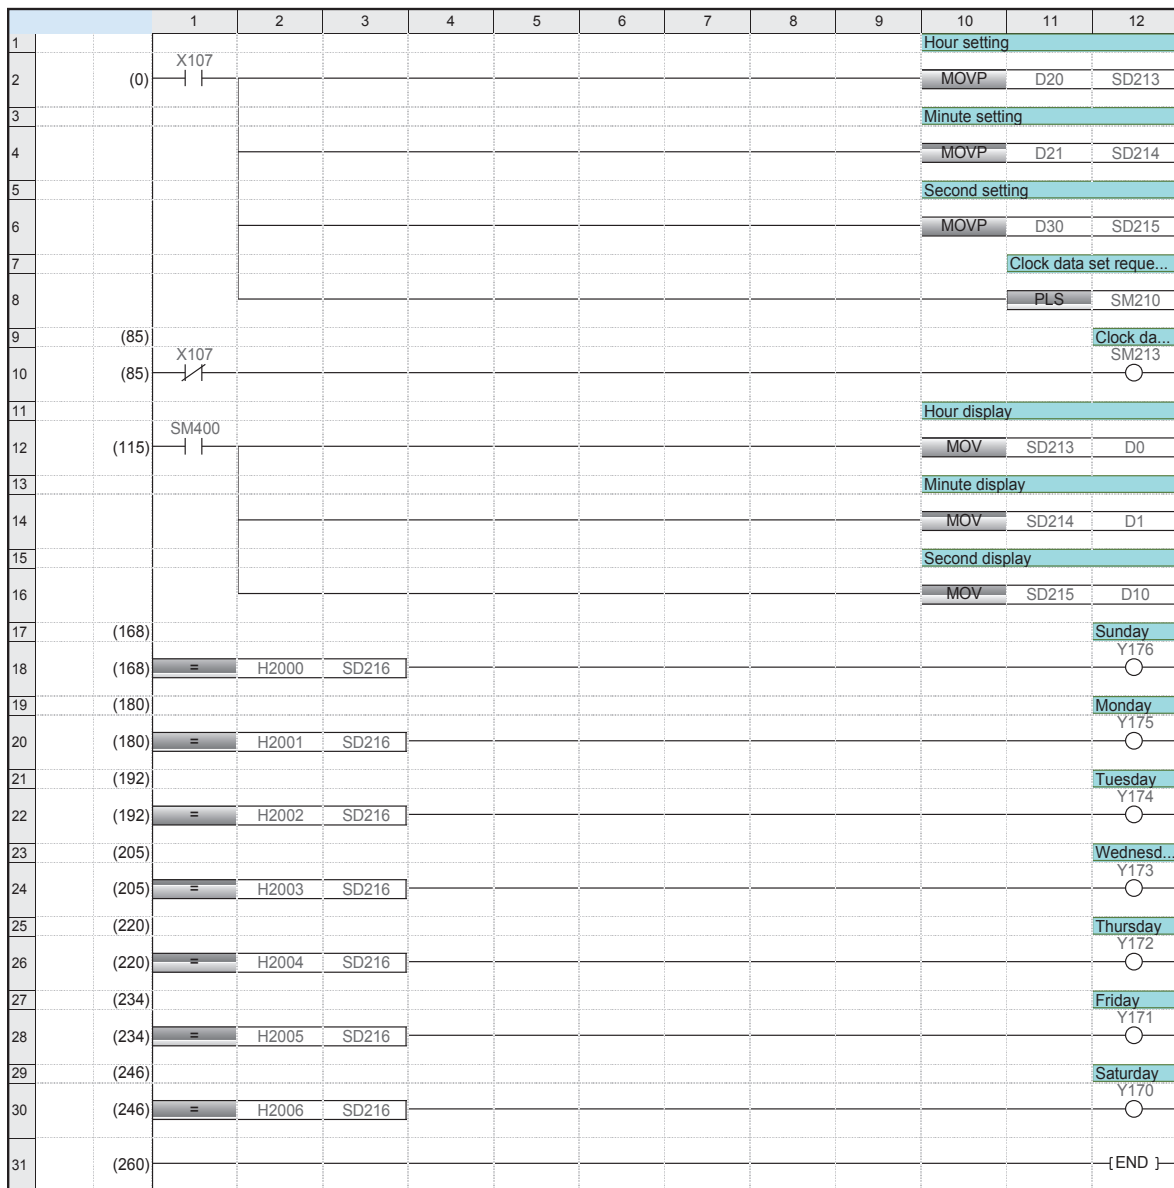 1 2 3 4 5 6 7 8 9 10 11 12
1 Hour setting
X107
2 (0) MOVP D20 SD213
3 Minute setting
4 MOVP D21 SD214
5 Second setting
6 MOVP D30 SD215
7 Clock data set reque...
8 PLS SM210
9 (85) Clock da...
X107 SM213
10 (85)
11 Hour display
SM400
12 (115) MOV SD213 D0
13 Minute display
14 MOV SD214 D1
15 Second display
16 MOV SD215 D10
17 (168) Sunday
Y176
18 (168) = H2000 SD216
19 (180) Monday
Y175
20 (180) = H2001 SD216
21 (192) Tuesday
Y174
22 (192) = H2002 SD216
23 (205) Wednesd...
Y173
24 (205) = H2003 SD216
25 (220) Thursday
Y172
26 (220) = H2004 SD216
27 (234) Friday
Y171
28 (234) = H2005 SD216
29 (246) Saturday
Y170
30 (246) = H2006 SD216
31 (260) [END]